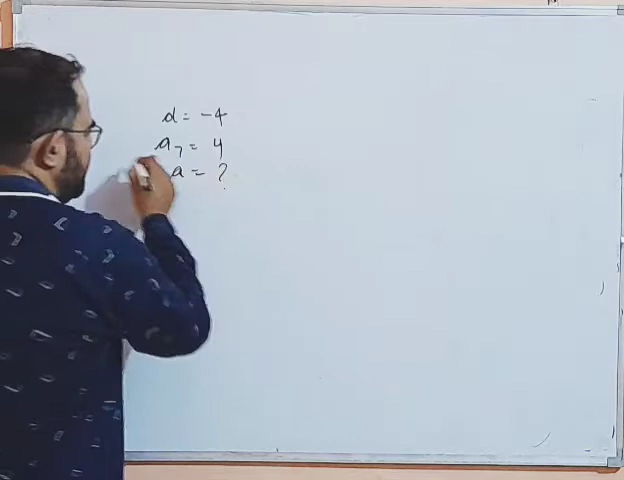 d = -4
a₇ = 4
a = ?